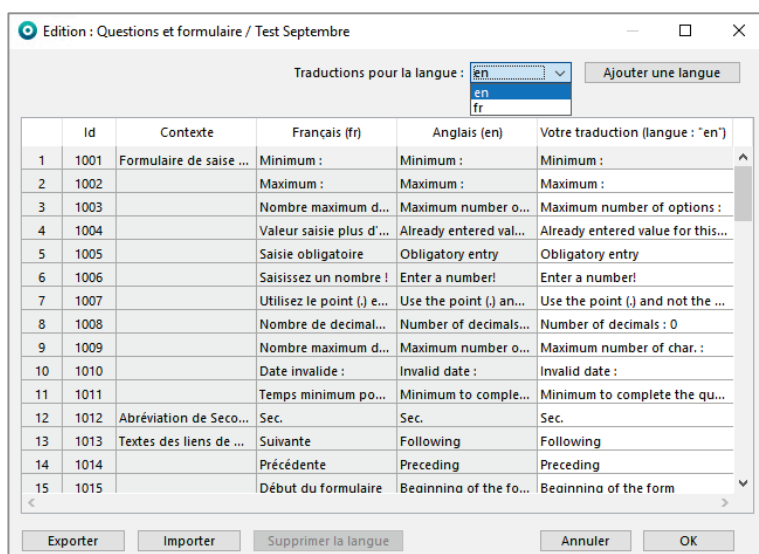 Edition : Questions et formulaire / Test Septembre
Traductions pour la langue : en Ajouter une langue
en
fr
Id Contexte Français (fr) Anglais (en) Votre traduction (langue : "en")
1 1001 Formulaire de saise ... Minimum : Minimum : Minimum :
2 1002 Maximum : Maximum : Maximum :
3 1003 Nombre maximum d... Maximum number o... Maximum number of options :
4 1004 Valeur saisie plus d'... Already entered val... Already entered value for this...
5 1005 Saisie obligatoire Obligatory entry Obligatory entry
6 1006 Saisissez un nombre ! Enter a number! Enter a number!
7 1007 Utilisez le point (.) e... Use the point (.) an... Use the point (.) and not the ...
8 1008 Nombre de decimal... Number of decimals... Number of decimals : 0
9 1009 Nombre maximum d... Maximum number o... Maximum number of char. :
10 1010 Date invalide : Invalid date : Invalid date :
11 1011 Temps minimum po... Minimum to comple... Minimum to complete the qu...
12 1012 Abréviation de Seco... Sec. Sec. Sec.
13 1013 Textes des liens de ... Suivante Following Following
14 1014 Précédente Preceding Preceding
15 1015 Début du formulaire Beginning of the fo... Beginning of the form
Exporter Importer Supprimer la langue Annuler OK